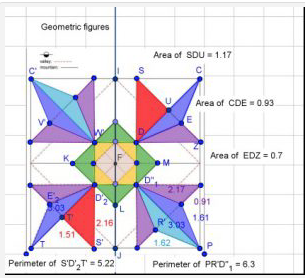 Geometric figures
valley:
mountain:
Area of SDU = 1.17
C' I S C
U
Area of CDE = 0.93
V' E
W' D Z
Area of EDZ = 0.7
K F M
D'₂ D"₁ 2.17
E'₂ 0.91
3.03 L
T' 2.16 R' 3.03 1.61
1.51 1.62
T S' J P
Perimeter of S'D'₂T' = 5.22
Perimeter of PR'D"₁ = 6.3